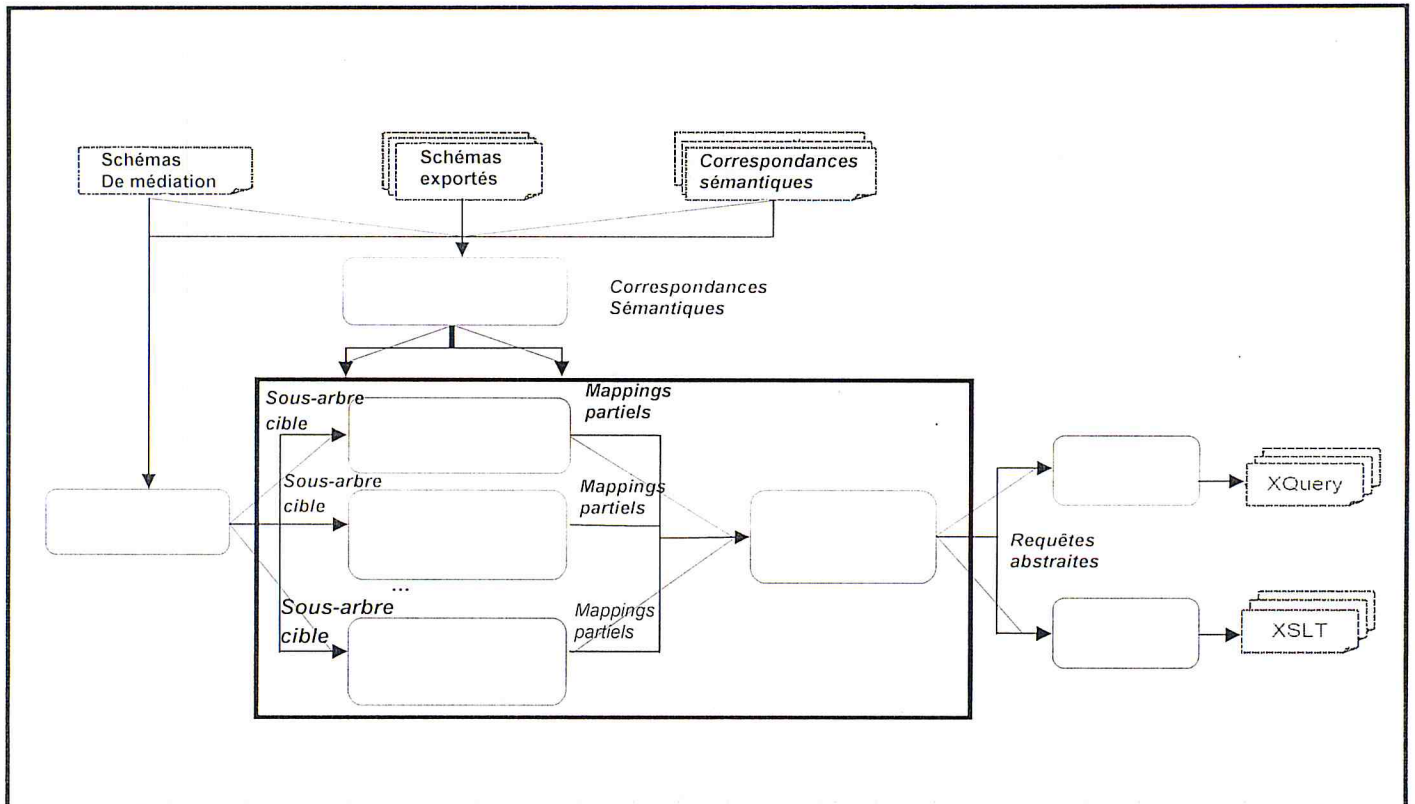 Schémas
De médiation
Schémas
exportés
Correspondances
sémantiques
Correspondances
Sémantiques
Sous-arbre
cible
Mappings
partiels
Sous-arbre
cible
Mappings
partiels
...
Sous-arbre
cible
Mappings
partiels
Requêtes
abstraites
XQuery
XSLT